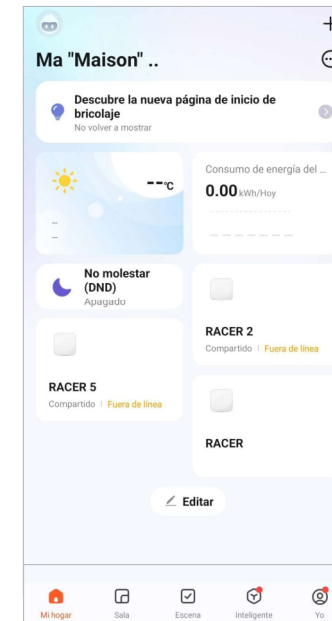 Ma "Maison" ..
Descubre la nueva página de inicio de
bricolaje
No volver a mostrar
--°C
--
--
Consumo de energía del ...
0.00 kWh/Hoy
No molestar
(DND)
Apagado
RACER 2
Compartido | Fuera de línea
RACER 5
Compartido | Fuera de línea
RACER
Editar
Mi hogar
Sala
Escena
Inteligente
Yo